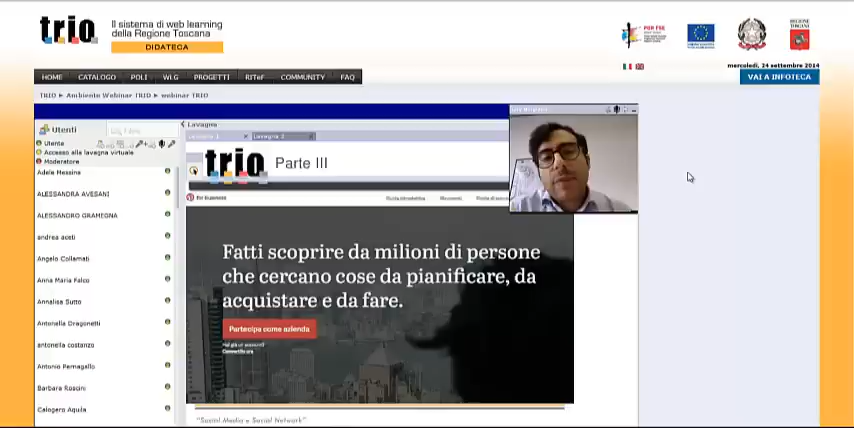 trio
Il sistema di web learning
della Regione Toscana
DIDATECA
POR FSE
REGIONE
TOSCANA
mercoledì, 24 settembre 2014
HOME CATALOGO POLI WLG PROGETTI RITeF COMMUNITY FAQ
VAI A INFOTECA
TRIO ► Ambiente Webinar TRIO ► webinar TRIO
Lavagna
Utenti
Lavagna 2
Utente
Accesso alla lavagna virtuale
Moderatore
trio Parte III
Adele Messina
ALESSANDRA AVESANI
ALESSANDRO GRAMEGNA
andrea aceti
Angelo Collamati
Anna Maria Falco
Annalisa Sutto
Antonella Dragonetti
antonella costanzo
Antonio Pernagallo
Barbara Roscini
Calogero Aquila
Fatti scoprire da milioni di persone
che cercano cose da pianificare, da
acquistare e da fare.
Partecipa come azienda
"Social Media e Social Network"